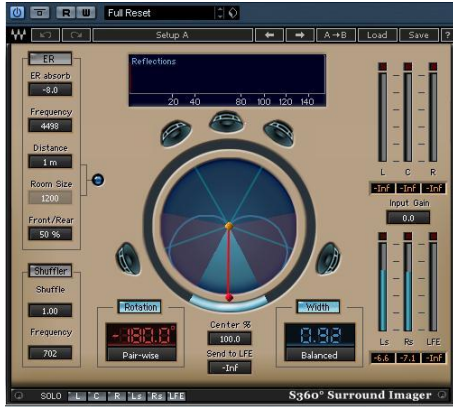 R W Full Reset
Setup A A→B Load Save ?
ER
ER absorb
-8.0
Frequency
4498
Distance
1 m
Room Size
1200
Front/Rear
50 %
Shuffler
Shuffle
1.00
Frequency
702
Reflections
20 40 80 100 120 140
L C R
-Inf -Inf -Inf
Input Gain
0.0
Ls Rs LFE
-6.6 -7.1 -Inf
Rotation
-180.0°
Pair-wise
Center %
100.0
Send to LFE
-Inf
Width
0.92
Balanced
SOLO L C R Ls Rs LFE
S360° Surround Imager